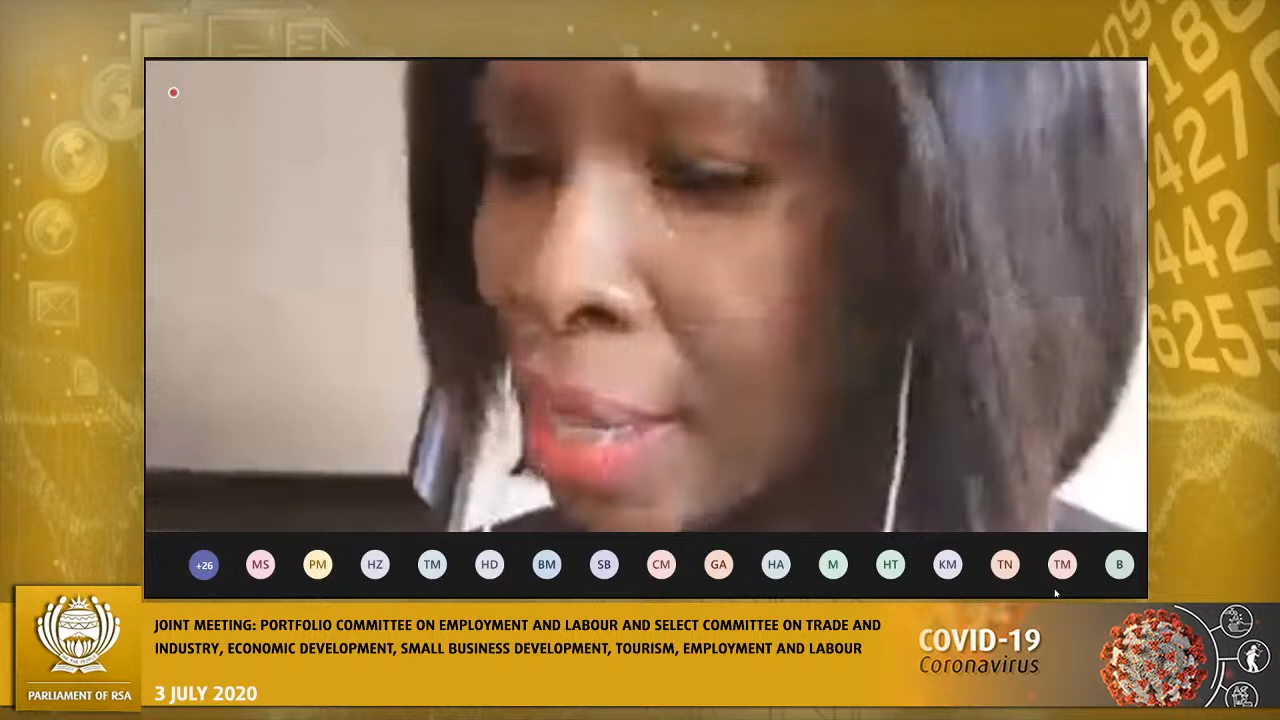 +26 MS PM HZ TM HD BM SB CM GA HA M HT KM TN TM B
JOINT MEETING: PORTFOLIO COMMITTEE ON EMPLOYMENT AND LABOUR AND SELECT COMMITTEE ON TRADE AND
INDUSTRY, ECONOMIC DEVELOPMENT, SMALL BUSINESS DEVELOPMENT, TOURISM, EMPLOYMENT AND LABOUR
3 JULY 2020
PARLIAMENT OF RSA
COVID-19
Coronavirus